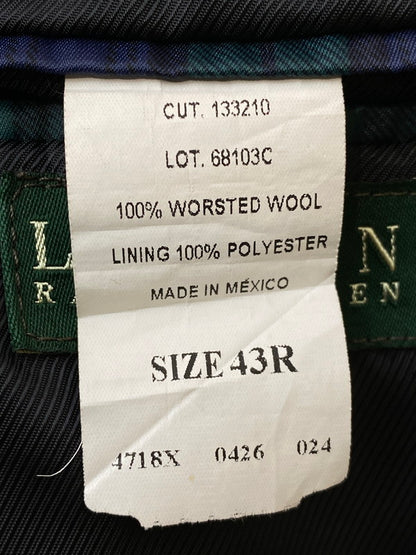 CUT. 133210
LOT. 68103C
100% WORSTED WOOL
LINING 100% POLYESTER
MADE IN MÉXICO
SIZE 43R
4718X 0426 024